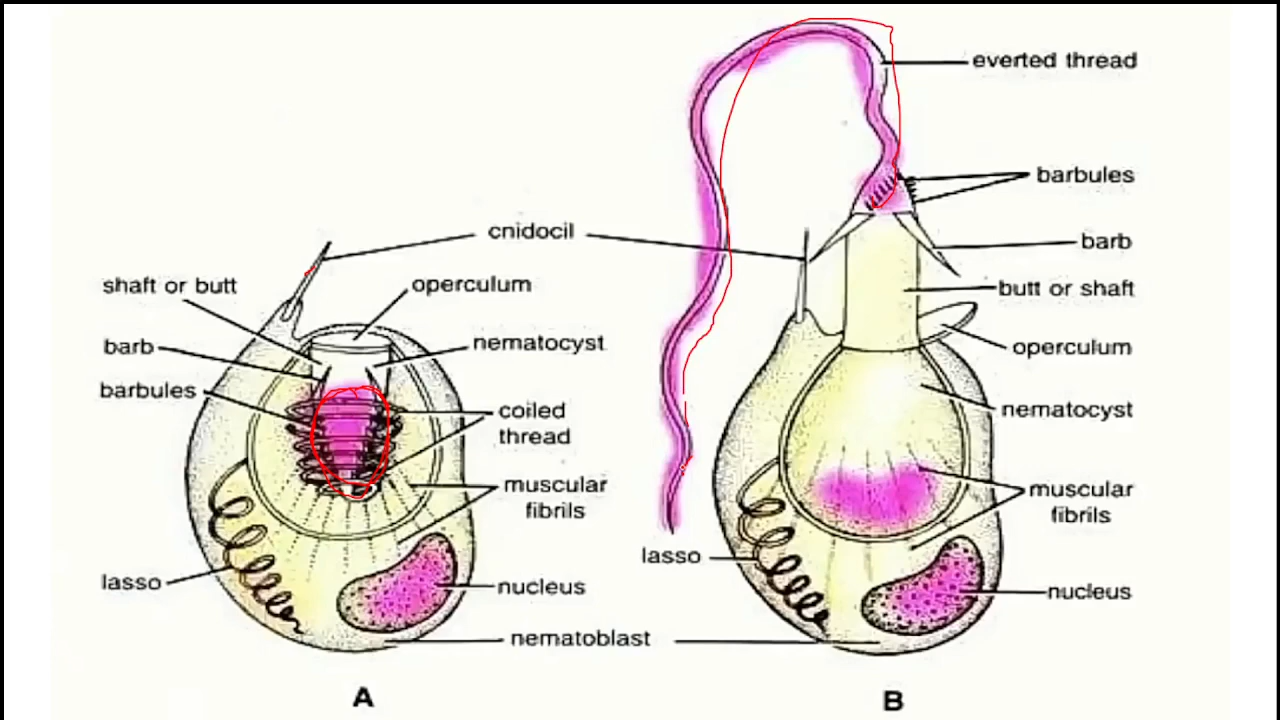 everted thread
barbules
cnidocil
barb
shaft or butt
operculum
butt or shaft
barb
nematocyst
operculum
barbules
coiled
thread
nematocyst
muscular
fibrils
muscular
fibrils
lasso
lasso
nucleus
nucleus
nematoblast
A
B